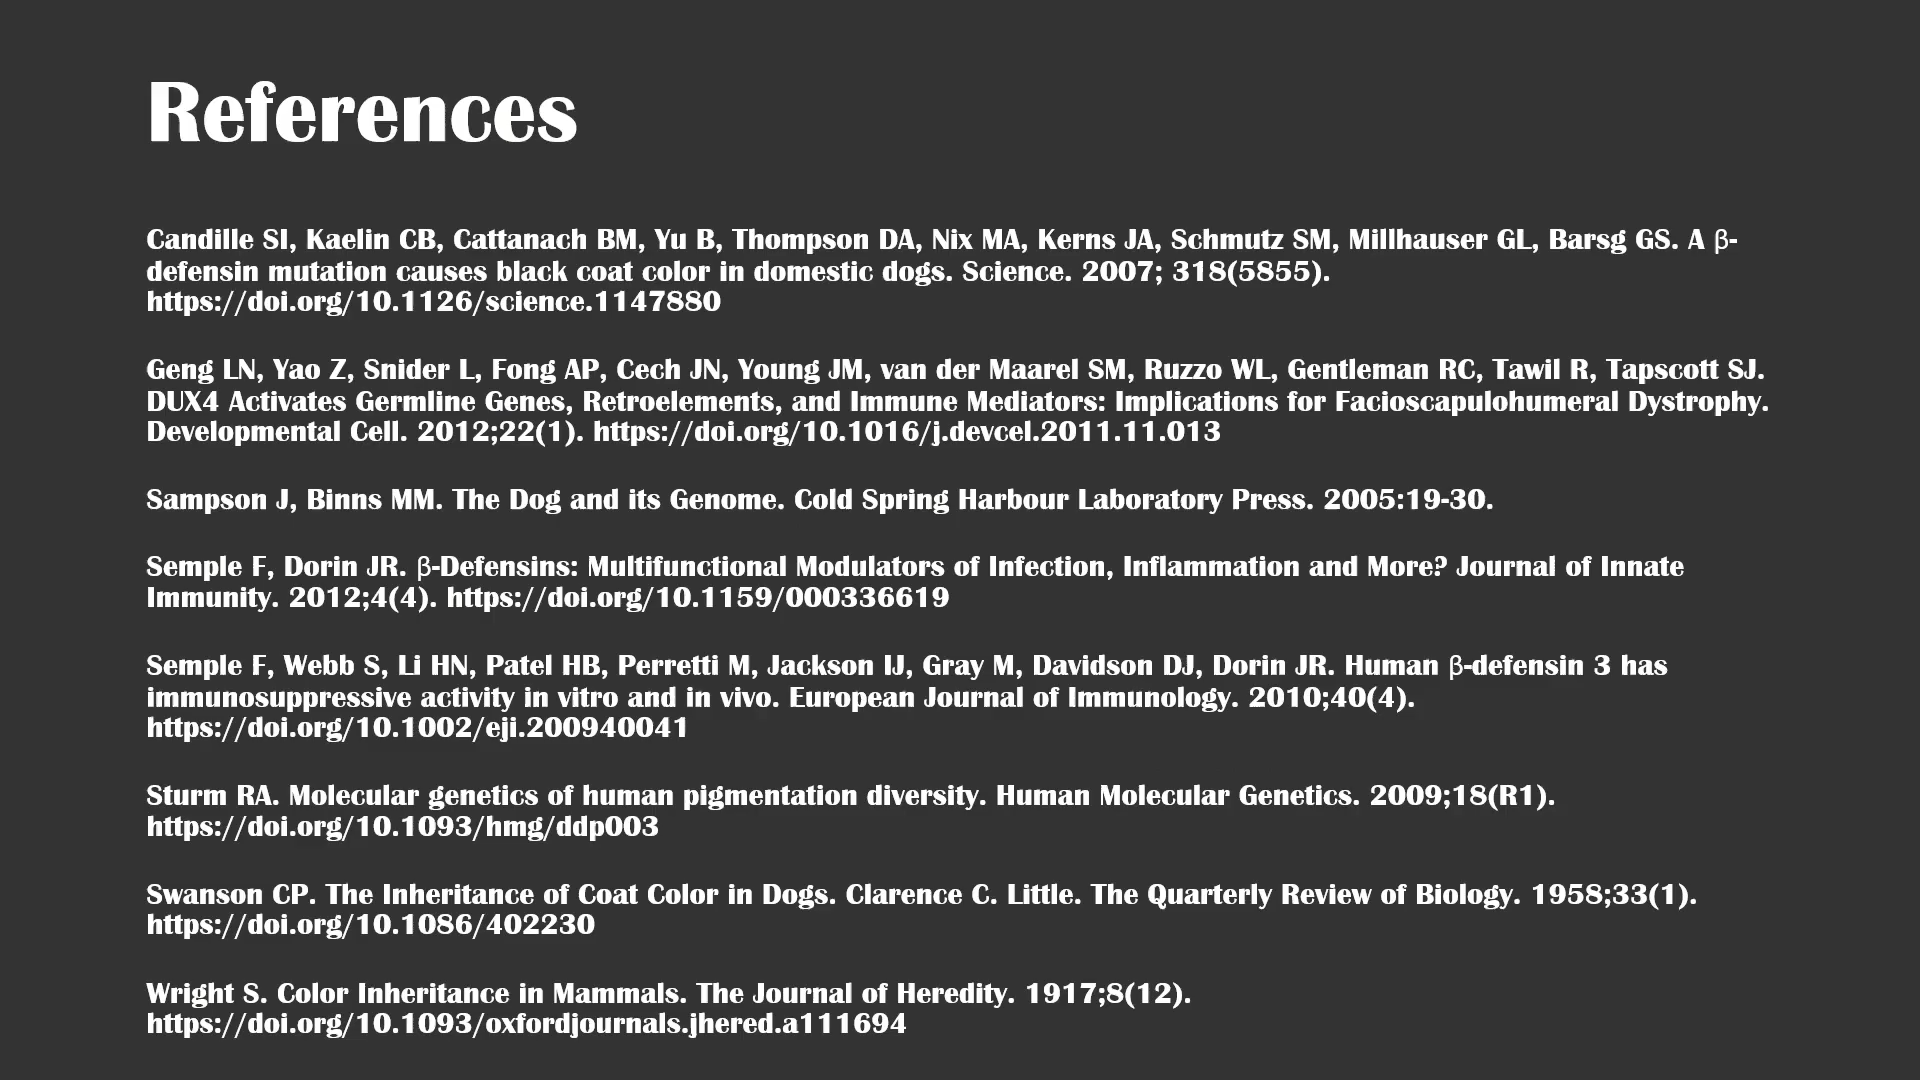 References
Candille SI, Kaelin CB, Cattanach BM, Yu B, Thompson DA, Nix MA, Kerns JA, Schmutz SM, Millhauser GL, Barsg GS. A β-
defensin mutation causes black coat color in domestic dogs. Science. 2007; 318(5855).
https://doi.org/10.1126/science.1147880
Geng LN, Yao Z, Snider L, Fong AP, Cech JN, Young JM, van der Maarel SM, Ruzzo WL, Gentleman RC, Tawil R, Tapscott SJ.
DUX4 Activates Germline Genes, Retroelements, and Immune Mediators: Implications for Facioscapulohumeral Dystrophy.
Developmental Cell. 2012;22(1). https://doi.org/10.1016/j.devcel.2011.11.013
Sampson J, Binns MM. The Dog and its Genome. Cold Spring Harbour Laboratory Press. 2005:19-30.
Semple F, Dorin JR. β-Defensins: Multifunctional Modulators of Infection, Inflammation and More? Journal of Innate
Immunity. 2012;4(4). https://doi.org/10.1159/000336619
Semple F, Webb S, Li HN, Patel HB, Perretti M, Jackson IJ, Gray M, Davidson DJ, Dorin JR. Human β-defensin 3 has
immunosuppressive activity in vitro and in vivo. European Journal of Immunology. 2010;40(4).
https://doi.org/10.1002/eji.200940041
Sturm RA. Molecular genetics of human pigmentation diversity. Human Molecular Genetics. 2009;18(R1).
https://doi.org/10.1093/hmg/ddp003
Swanson CP. The Inheritance of Coat Color in Dogs. Clarence C. Little. The Quarterly Review of Biology. 1958;33(1).
https://doi.org/10.1086/402230
Wright S. Color Inheritance in Mammals. The Journal of Heredity. 1917;8(12).
https://doi.org/10.1093/oxfordjournals.jhered.a111694